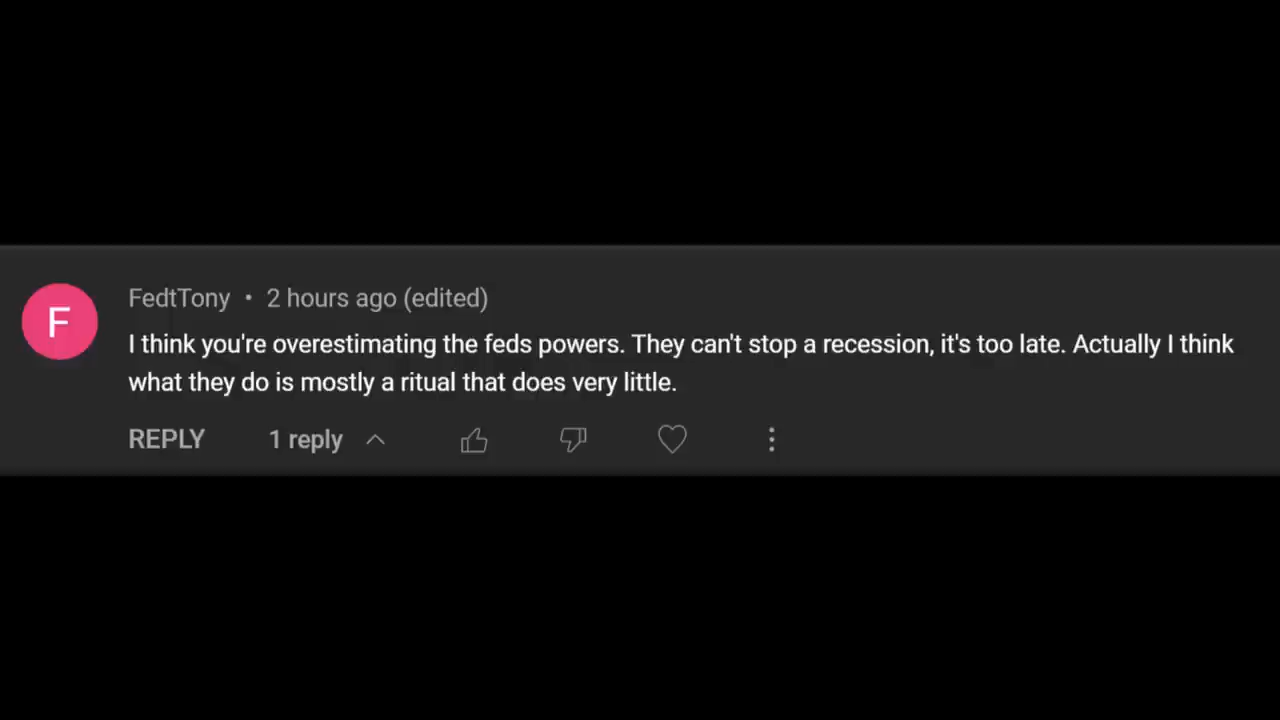 F
FedtTony • 2 hours ago (edited)
I think you're overestimating the feds powers. They can't stop a recession, it's too late. Actually I think
what they do is mostly a ritual that does very little.
REPLY 1 reply